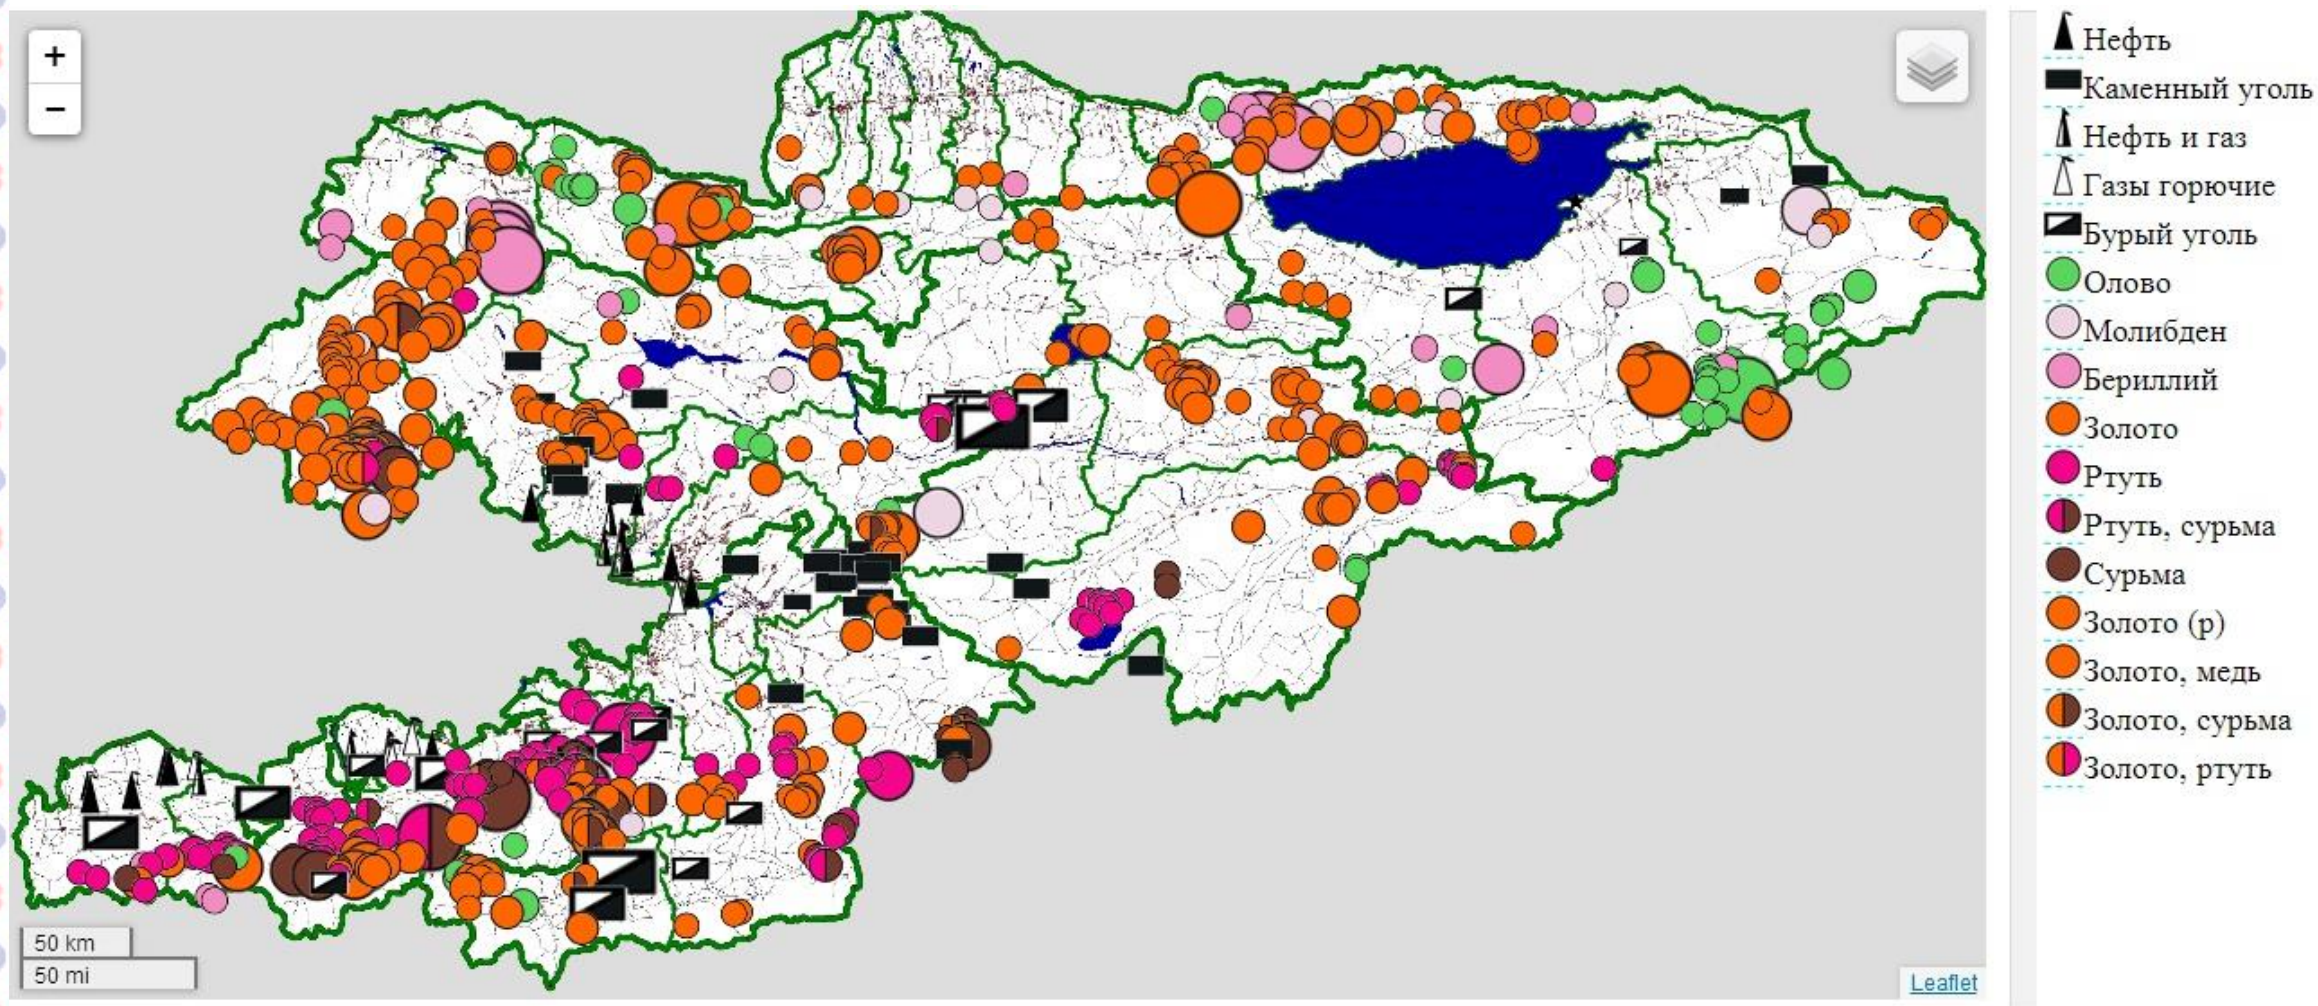 +
−
Нефть
Каменный уголь
Нефть и газ
Газы горючие
Бурый уголь
Олово
Молибден
Бериллий
Золото
Ртуть
Ртуть, сурьма
Сурьма
Золото (р)
Золото, медь
Золото, сурьма
Золото, ртуть
50 km
50 mi
Leaflet